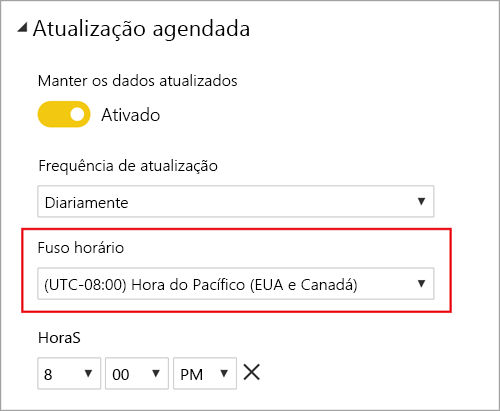 Atualização agendada
Manter os dados atualizados
Ativado
Frequência de atualização
Diariamente
Fuso horário
(UTC-08:00) Hora do Pacífico (EUA e Canadá)
HoraS
8 00 PM